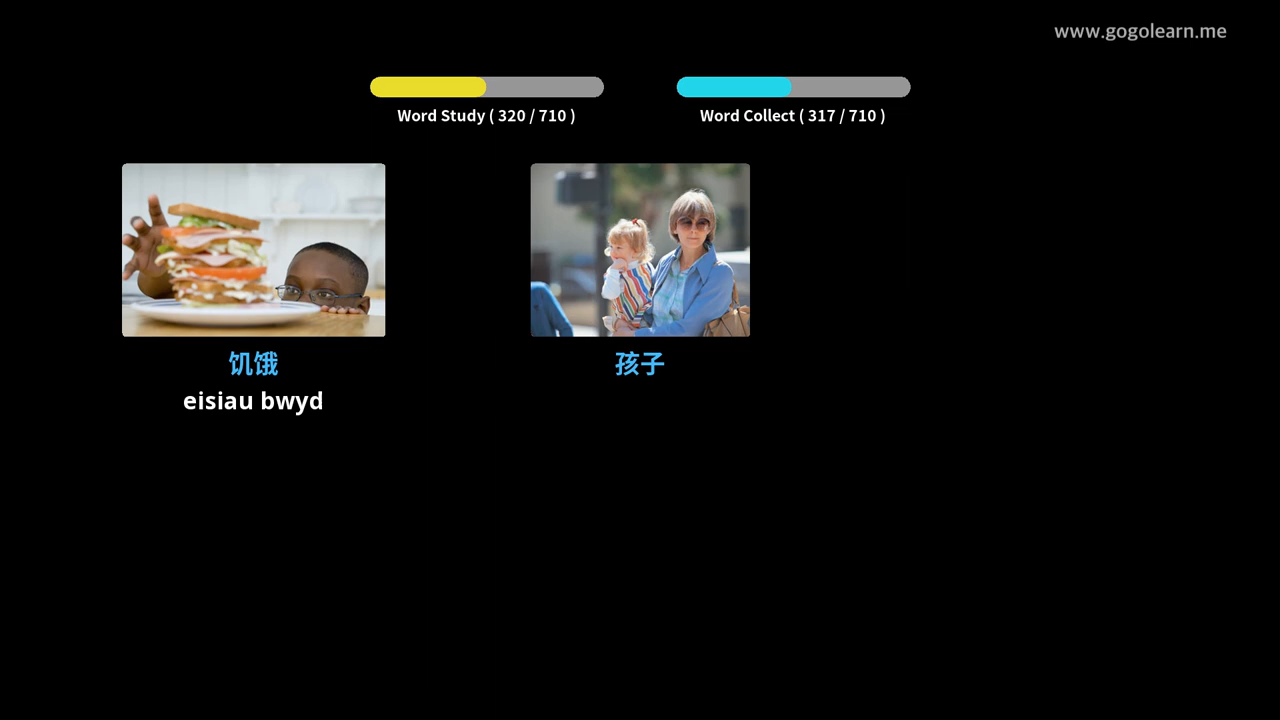 www.gogolearn.me
Word Study ( 320 / 710 )
Word Collect ( 317 / 710 )
饥饿
eisiau bwyd
孩子